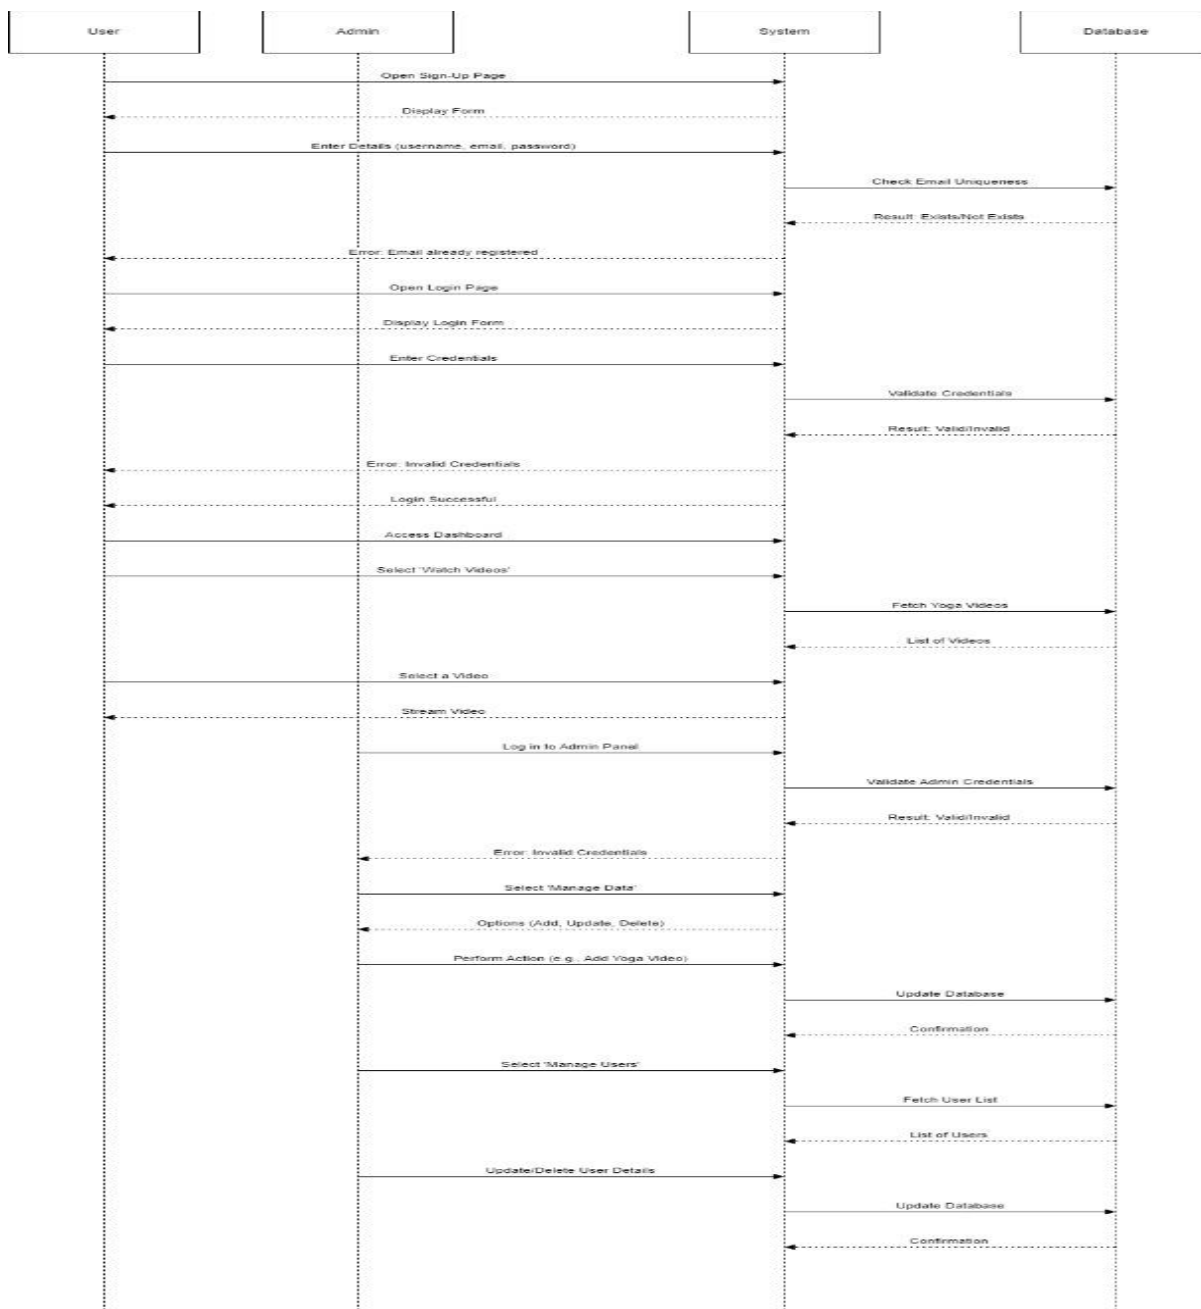 User
Admin
System
Database
Open Sign-Up Page
Display Form
Enter Details (username, email, password)
Check Email Uniqueness
Result: Exists/Not Exists
Error: Email already registered
Open Login Page
Display Login Form
Enter Credentials
Validate Credentials
Result: Valid/Invalid
Error: Invalid Credentials
Login Successful
Access Dashboard
Select 'Watch Videos'
Fetch Yoga Videos
List of Videos
Select a Video
Stream Video
Log in to Admin Panel
Validate Admin Credentials
Result: Valid/Invalid
Error: Invalid Credentials
Select 'Manage Data'
Options (Add, Update, Delete)
Perform Action (e.g., Add Yoga Video)
Update Database
Confirmation
Select 'Manage Users'
Fetch User List
List of Users
Update/Delete User Details
Update Database
Confirmation